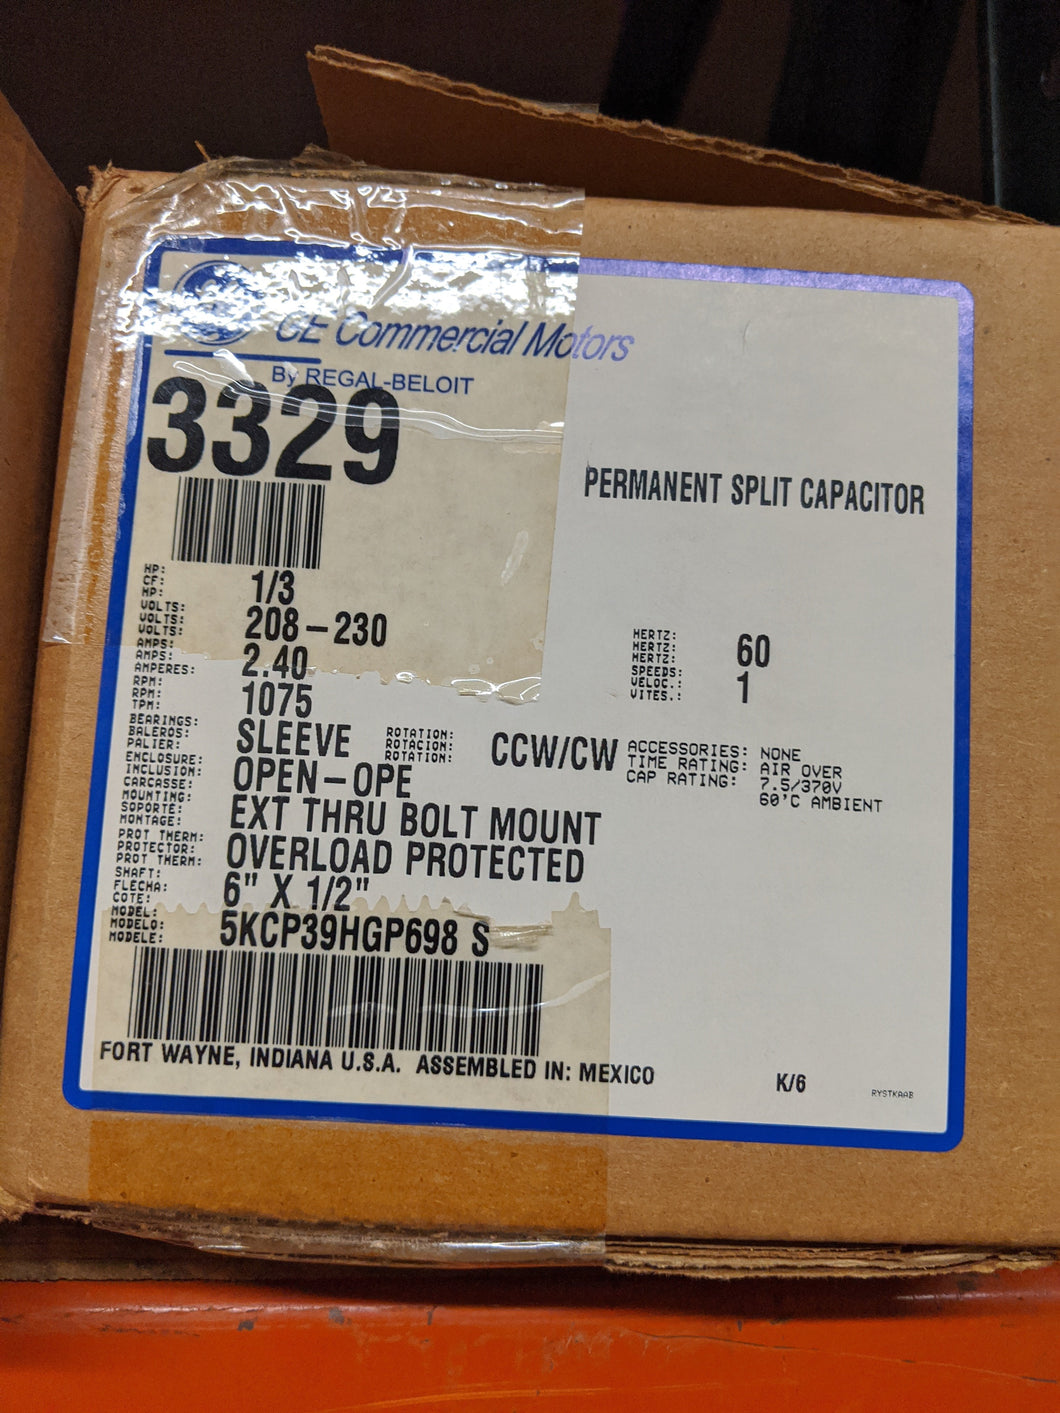 GE Commercial Motors
By REGAL-BELOIT
3329
PERMANENT SPLIT CAPACITOR
HP:
CF:
HP:
1/3
VOLTS:
VOLTS:
VOLTS:
208-230
AMPS:
AMPS:
AMPERES:
2.40
RPM:
RPM:
TPM:
1075
HERTZ:
HERTZ:
HERTZ:
60
SPEEDS:
VELOC.:
VITES.:
1
BEARINGS:
BALEROS:
PALIER:
SLEEVE
ROTATION:
ROTACION:
ROTATION:
CCW/CW
ENCLOSURE:
INCLUSION:
CARCASSE:
OPEN-OPE
MOUNTING:
SOPORTE:
MONTAGE:
EXT THRU BOLT MOUNT
PROT THERM:
PROTECTOR:
PROT THERM:
OVERLOAD PROTECTED
SHAFT:
FLECHA:
COTE:
6" X 1/2"
MODEL:
MODELO:
MODELE:
5KCP39HGP698 S
ACCESSORIES: NONE
TIME RATING: AIR OVER
CAP RATING: 7.5/370V
60'C AMBIENT
FORT WAYNE, INDIANA U.S.A. ASSEMBLED IN: MEXICO
K/6
RYSTKAAB